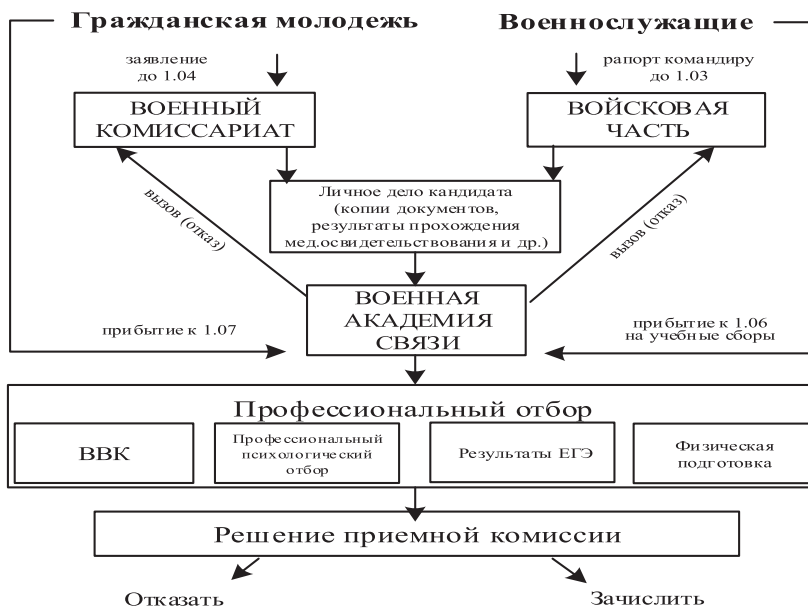 Гражданская молодежь
Военнослужащие
заявление
до 1.04
рапорт командиру
до 1.03
ВОЕННЫЙ
КОМИССАРИАТ
ВОЙСКОВАЯ
ЧАСТЬ
Личное дело кандидата
(копии документов,
результаты прохождения
мед.освидетельствования и др.)
вызов (отказ)
вызов (отказ)
ВОЕННАЯ
АКАДЕМИЯ
СВЯЗИ
прибытие к 1.07
прибытие к 1.06
на учебные сборы
Профессиональный отбор
ВВК
Профессиональный
психологический
отбор
Результаты ЕГЭ
Физическая
подготовка
Решение приемной комиссии
Отказать
Зачислить